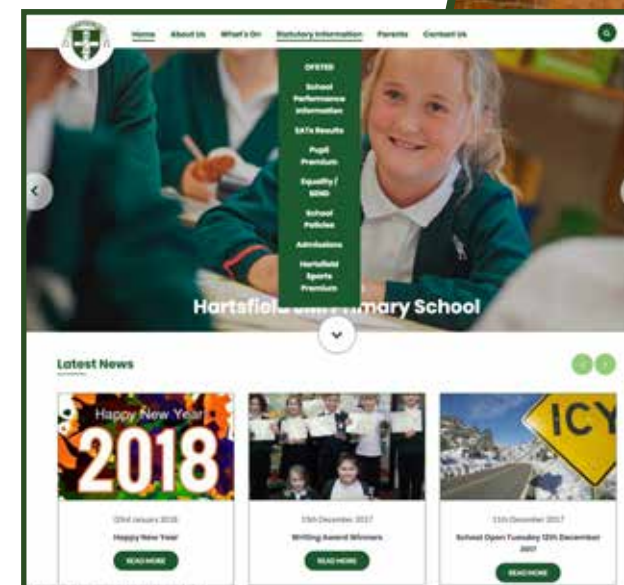 Home About Us What's On Statutory Information Parents Contact Us
OFSTED
School
Performance
Information
SATs Results
Pupil
Premium
Equality /
SEND
School
Policies
Admissions
Hartsfield
Sports
Premium
Hartsfield JMI Primary School
Latest News
Happy New Year
2018
ICY
23rd January 2018
Happy New Year
READ MORE
15th December 2017
Writing Award Winners
READ MORE
11th December 2017
School Open Tuesday 12th December
2017
READ MORE